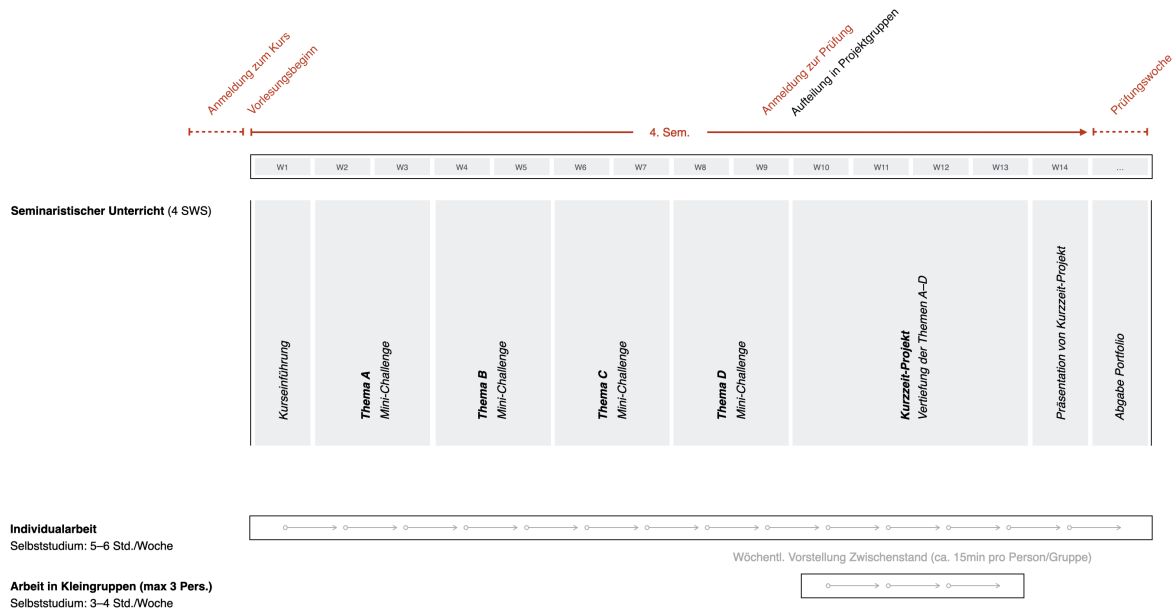 Anmeldung zum Kurs
Vorlesungsbeginn
Anmeldung zur Prüfung
Aufteilung in Projektgruppen
Prüfungswoche
4. Sem.
W1 W2 W3 W4 W5 W6 W7 W8 W9 W10 W11 W12 W13 W14 ...
Seminaristischer Unterricht (4 SWS)
Kurseinführung
Thema A
Mini-Challenge
Thema B
Mini-Challenge
Thema C
Mini-Challenge
Thema D
Mini-Challenge
Kurzzeit-Projekt
Vertiefung der Themen A–D
Präsentation von Kurzzeit-Projekt
Abgabe Portfolio
Individualarbeit
Selbststudium: 5–6 Std./Woche
Wöchentl. Vorstellung Zwischenstand (ca. 15min pro Person/Gruppe)
Arbeit in Kleingruppen (max 3 Pers.)
Selbststudium: 3–4 Std./Woche